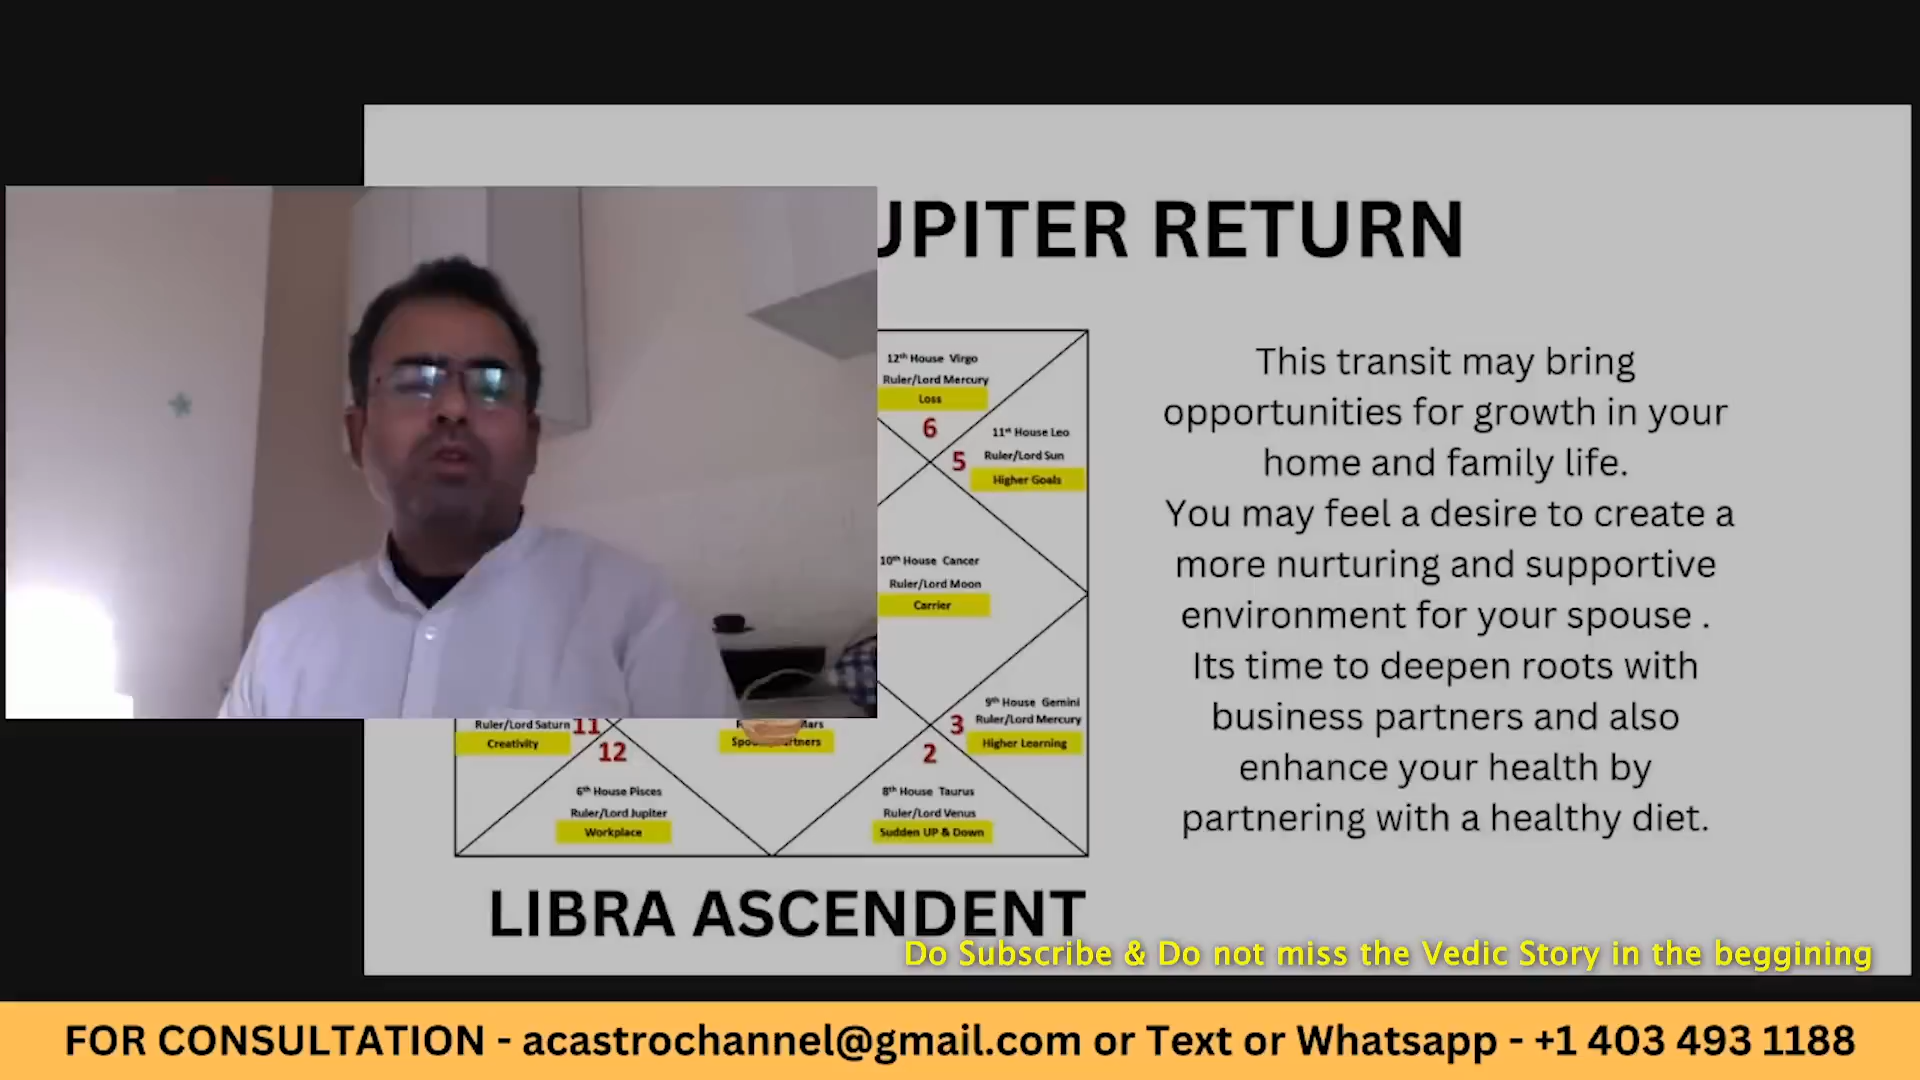 UPITER RETURN
12th House Virgo
Ruler/Lord Mercury
Loss
6
11st House Leo
5 Ruler/Lord Sun
Higher Goals
10th House Cancer
Ruler/Lord Moon
Carrier
9th House Gemini
3 Ruler/Lord Mercury
Higher Learning
Ruler/Lord Saturn 11
Creativity
12
2
6th House Pisces
Ruler/Lord Jupiter
Workplace
8th House Taurus
Ruler/Lord Venus
Sudden UP & Down
This transit may bring
opportunities for growth in your
home and family life.
You may feel a desire to create a
more nurturing and supportive
environment for your spouse .
Its time to deepen roots with
business partners and also
enhance your health by
partnering with a healthy diet.
LIBRA ASCENDENT
Do Subscribe & Do not miss the Vedic Story in the beggining
FOR CONSULTATION - acastrochannel@gmail.com or Text or Whatsapp - +1 403 493 1188